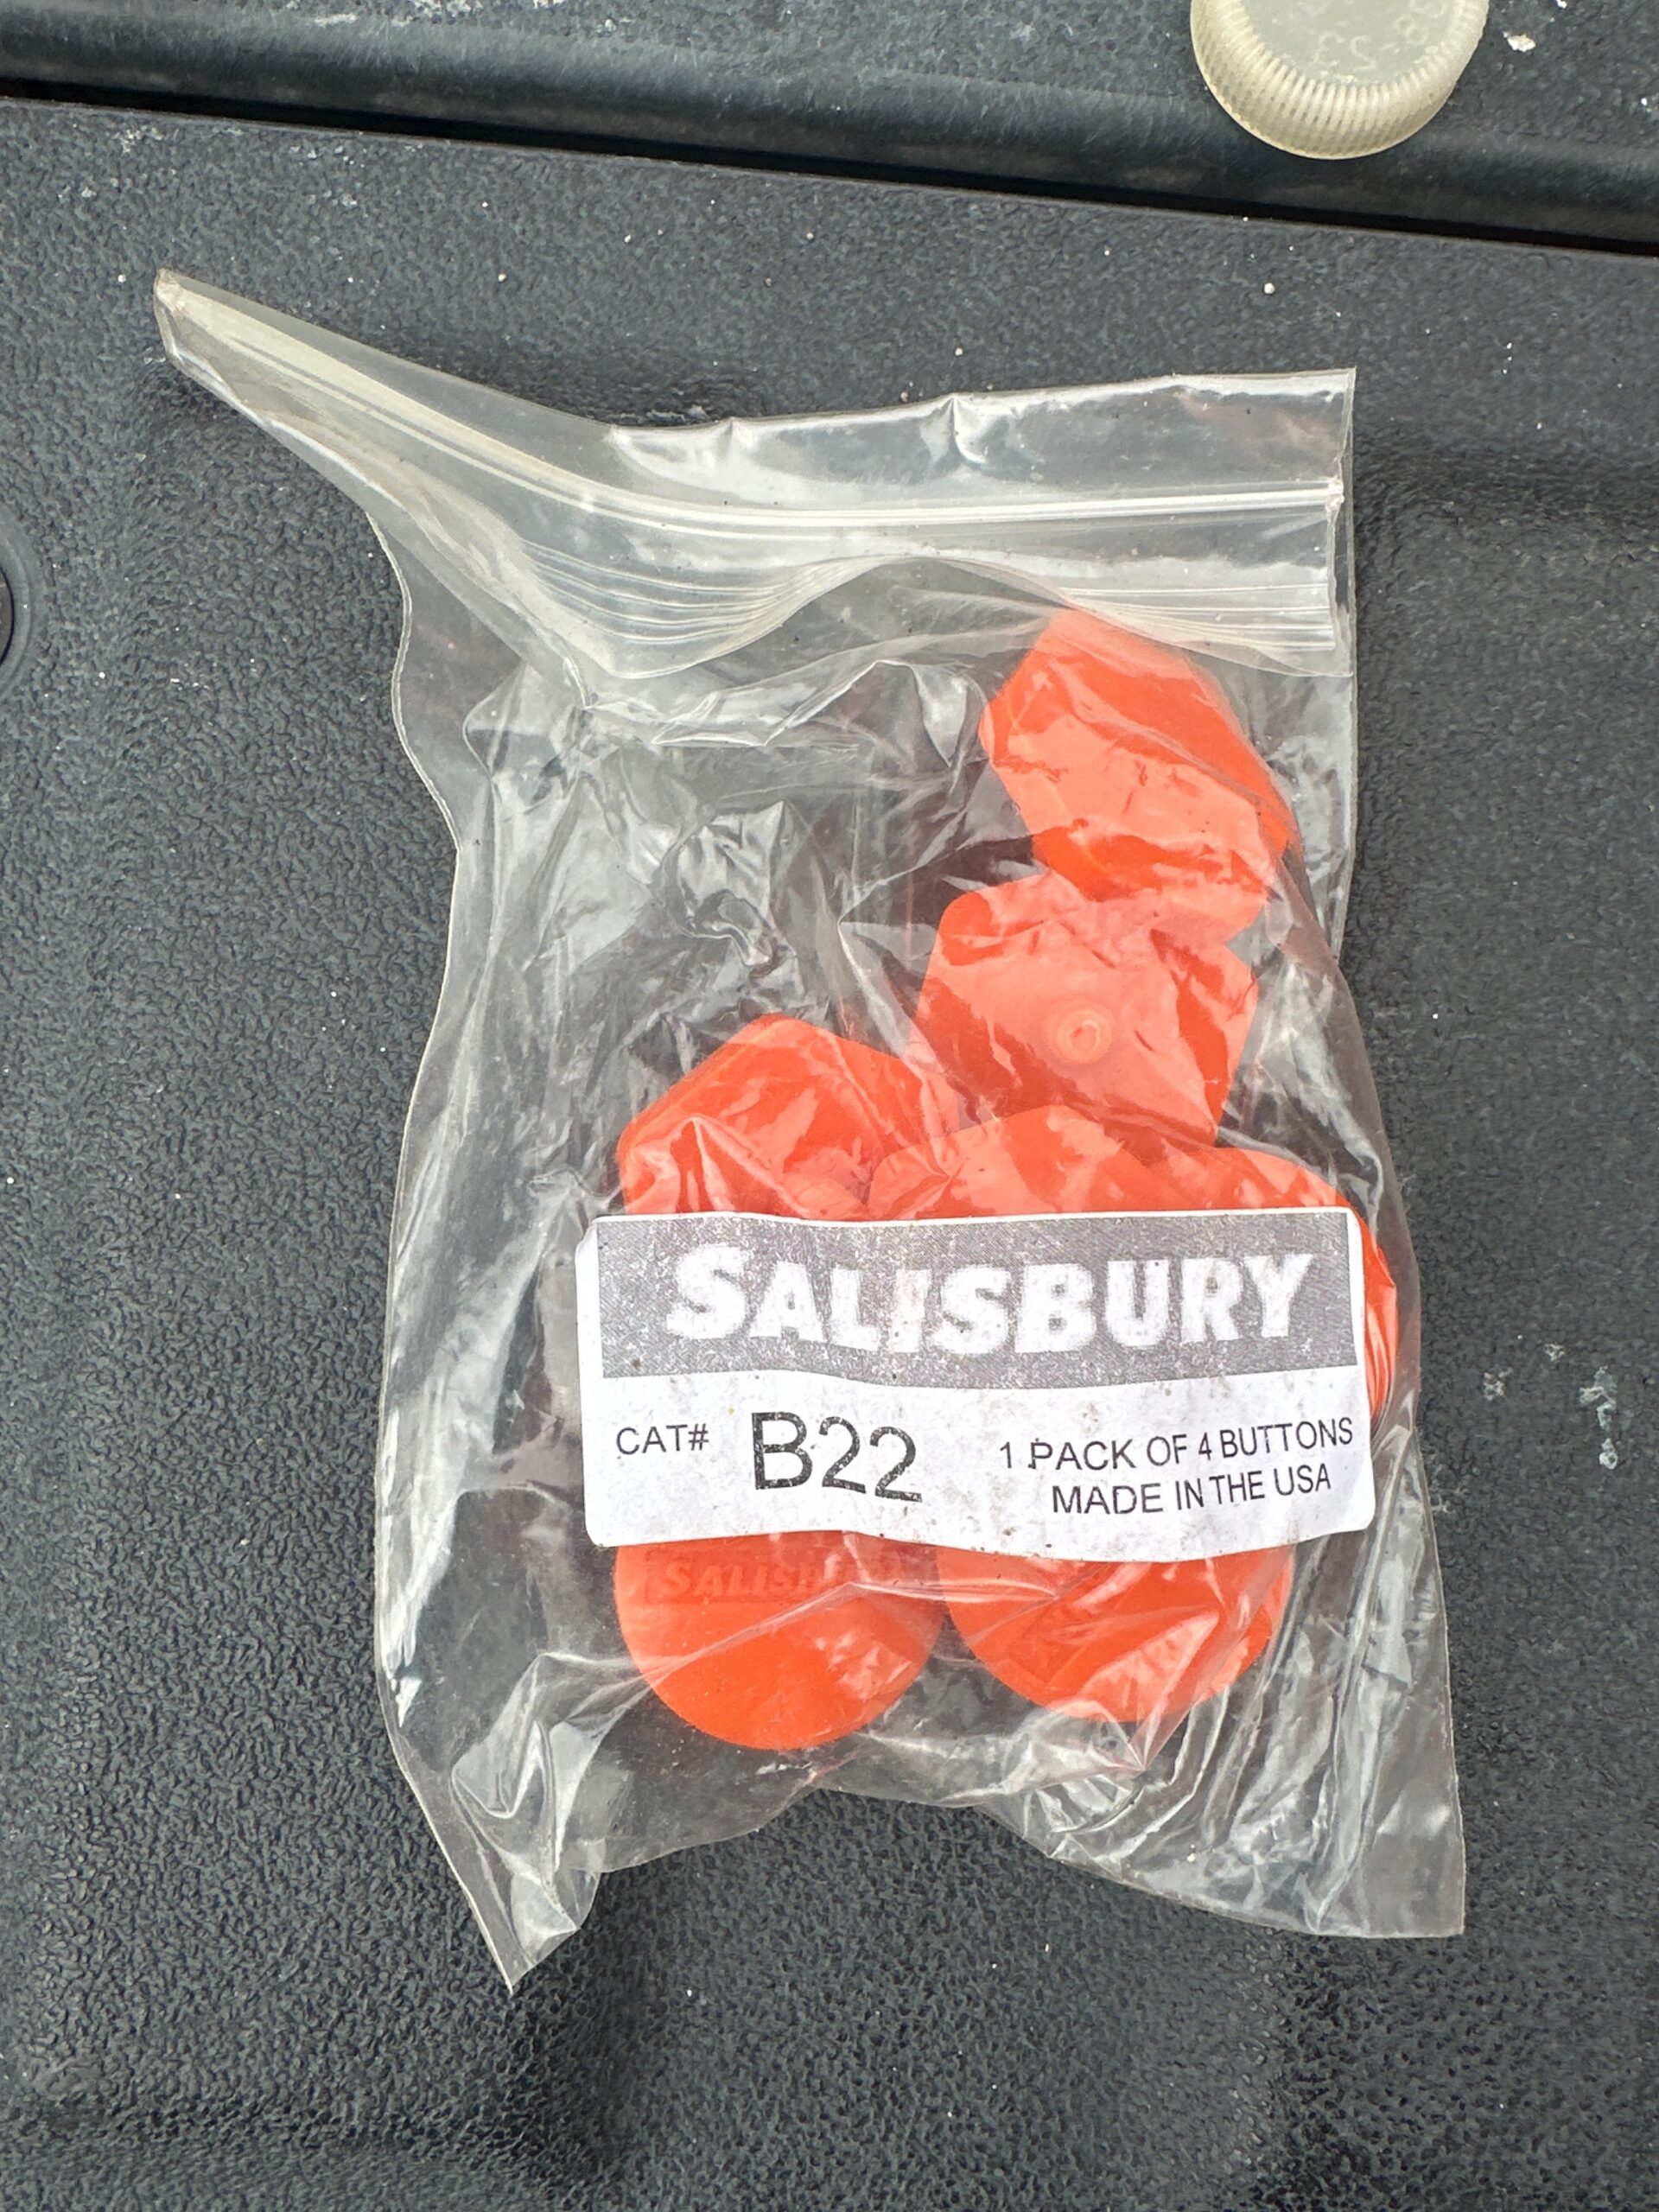 SALISBURY
CAT# B22
1 PACK OF 4 BUTTONS
MADE IN THE USA